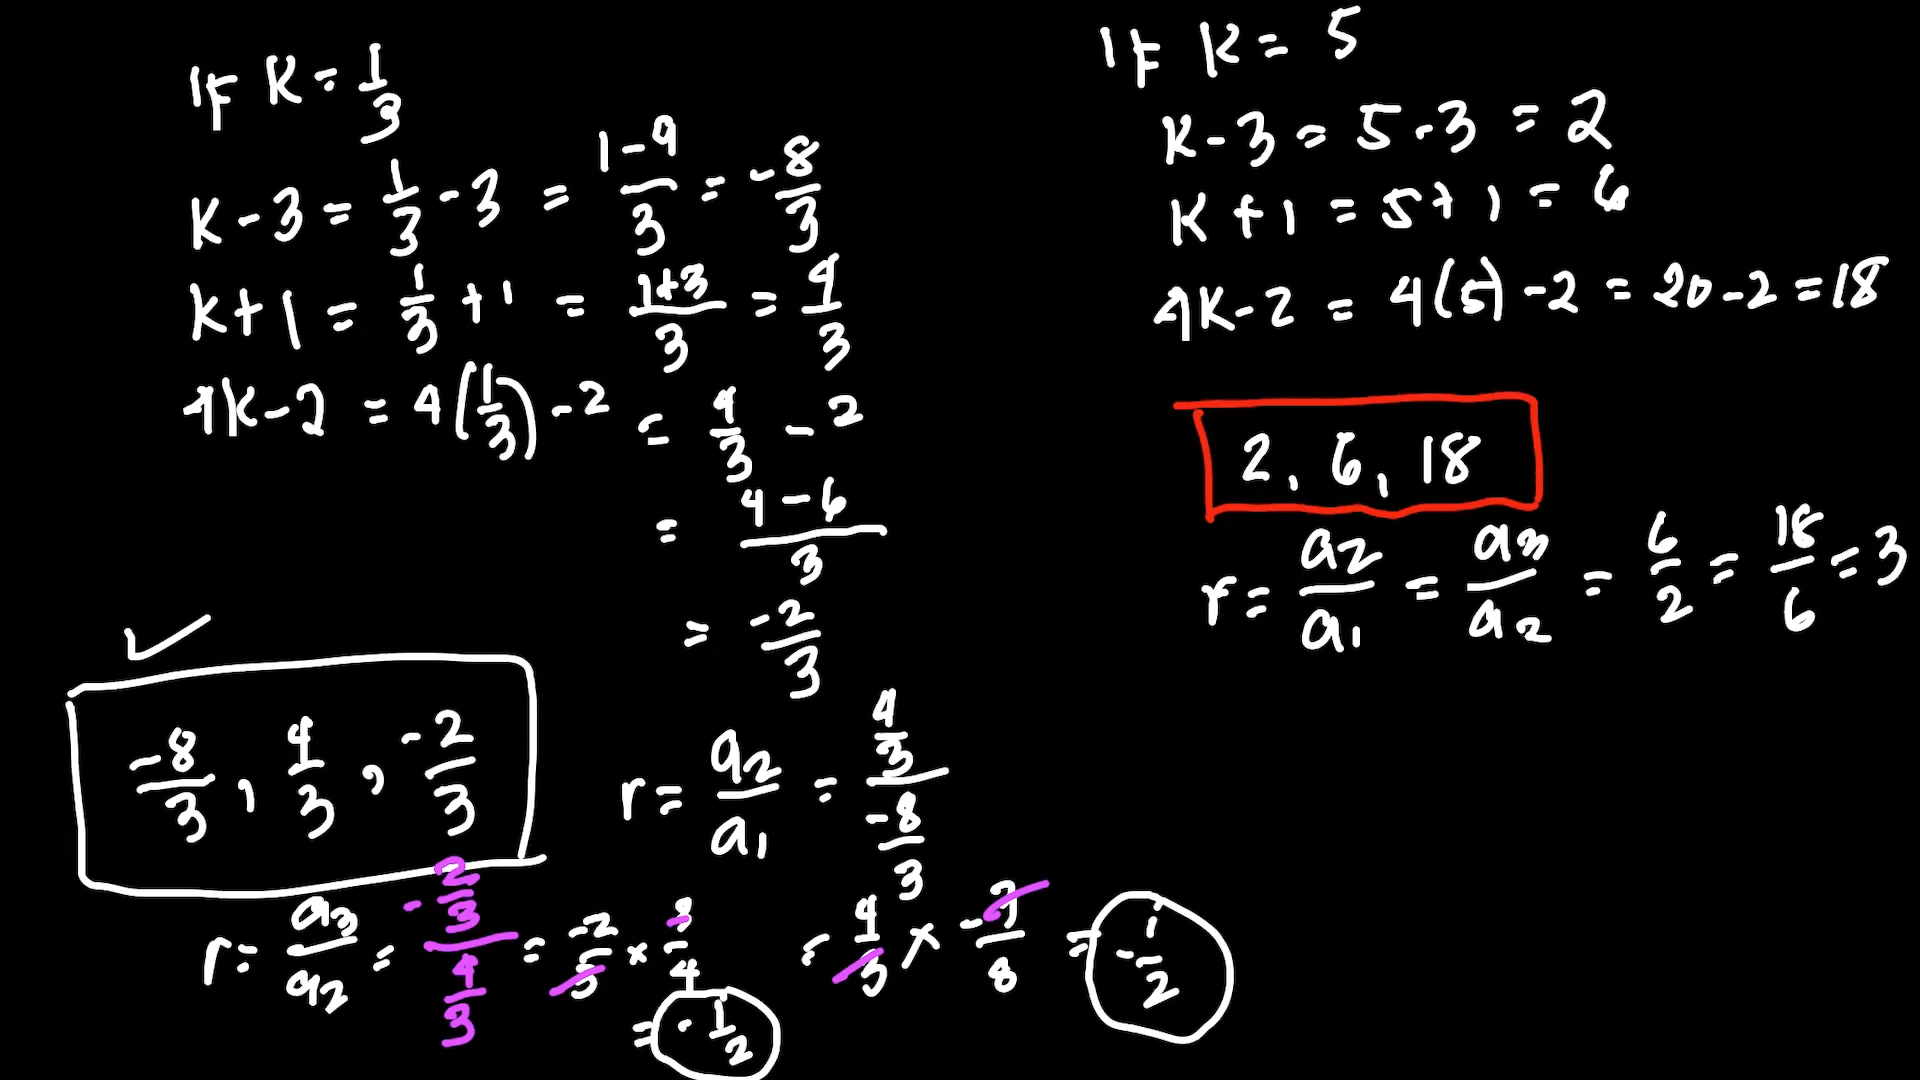 If K = 1/3
K - 3 = 1/3 - 3 = (1 - 9)/3 = -8/3
K + 1 = 1/3 + 1 = (1+3)/3 = 4/3
4K - 2 = 4(1/3) - 2 = 4/3 - 2
= (4 - 6)/3
= -2/3
✓
-8/3, 4/3, -2/3
r = a2/a1 = (4/3)/(-8/3)
= 4/3 × -3/8 = -1/2
r = a3/a2 = (-2/3)/(4/3) = -2/3 × 3/4
= -1/2
If K = 5
K - 3 = 5 - 3 = 2
K + 1 = 5 + 1 = 6
4K - 2 = 4(5) - 2 = 20 - 2 = 18
2, 6, 18
r = a2/a1 = a3/a2 = 6/2 = 18/6 = 3